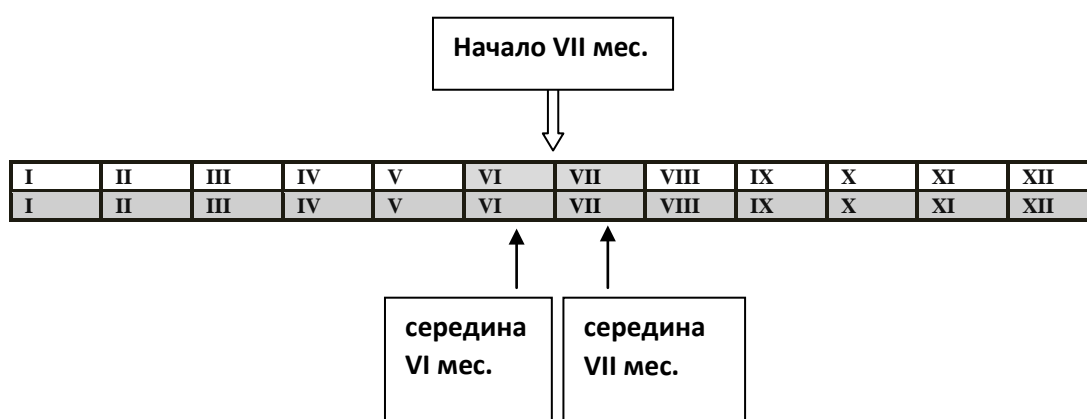 Начало VII мес.
I II III IV V VI VII VIII IX X XI XII
I II III IV V VI VII VIII IX X XI XII
середина
VI мес.
середина
VII мес.